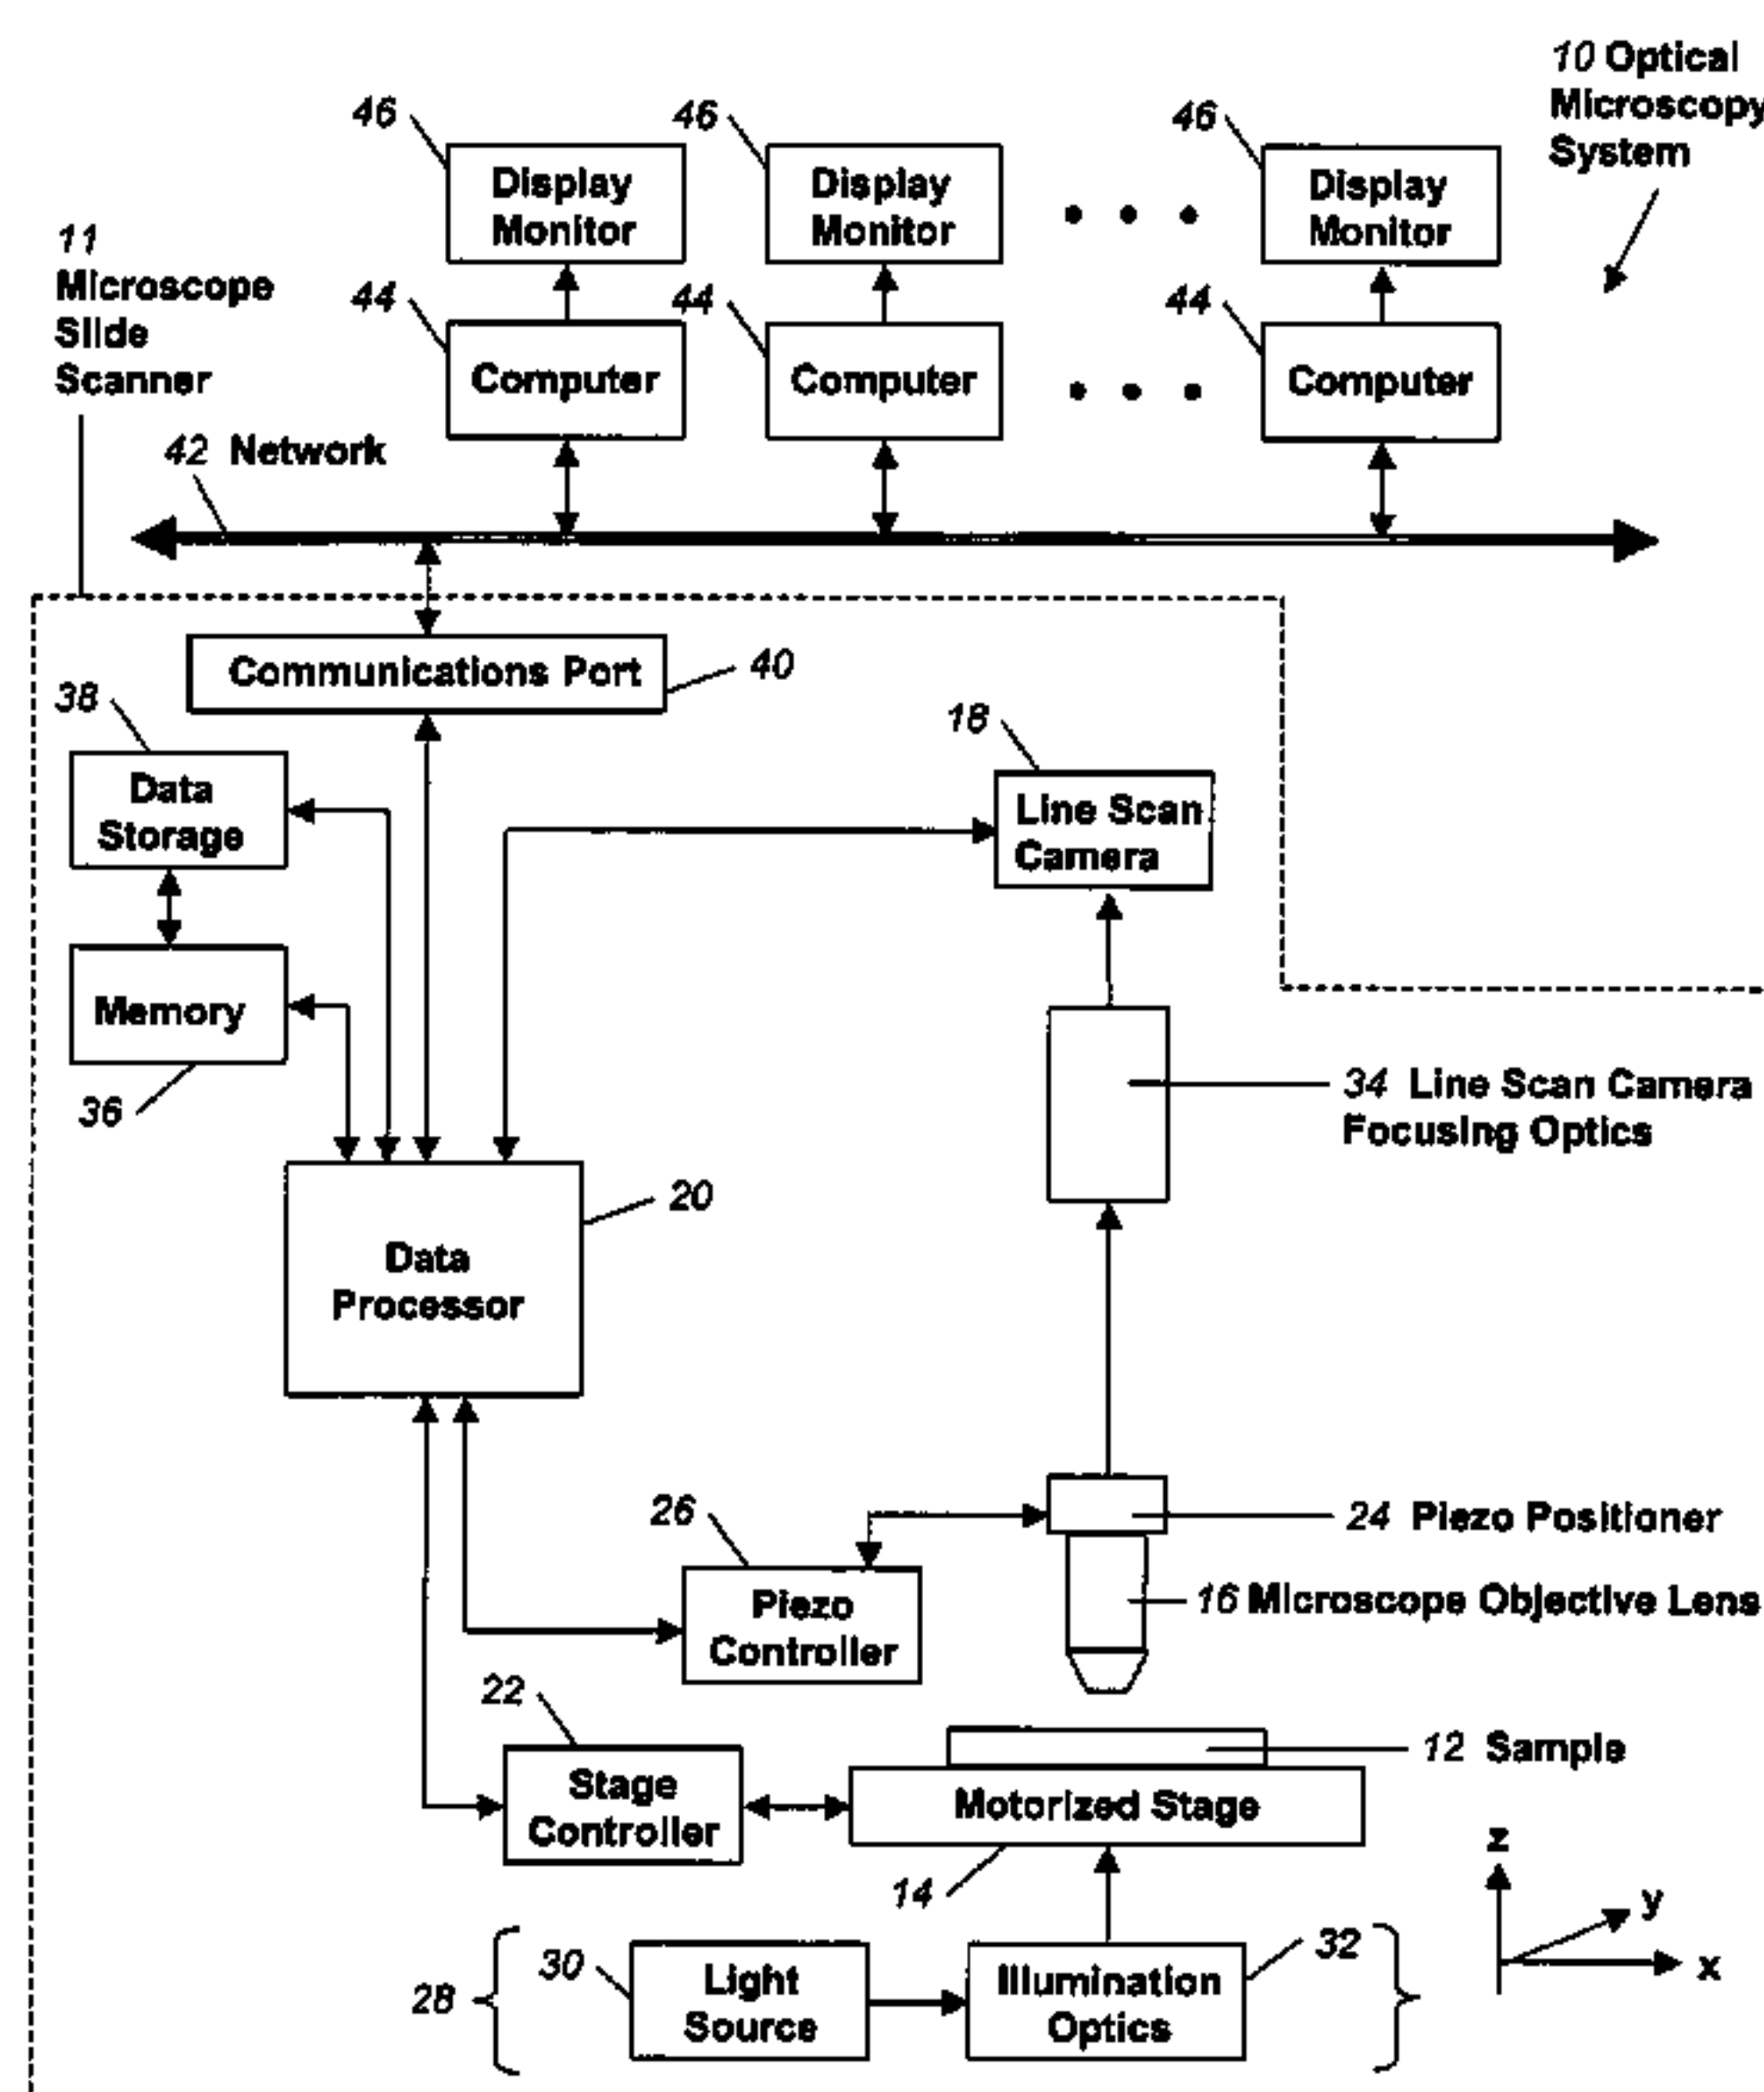 10 Optical
Microscopy
System
46
46
46
Display
Monitor
Display
Monitor
Display
Monitor
11
Microscope
Slide
Scanner
44
44
44
Computer
Computer
Computer
42 Network
Communications Port
40
38
18
Data
Storage
Line Scan
Camera
Memory
36
34 Line Scan Camera
Focusing Optics
20
Data
Processor
26
24 Piezo Positioner
Piezo
Controller
16 Microscope Objective Lens
22
12 Sample
Stage
Controller
Motorized Stage
14
z
y
x
28
30
Light
Source
Illumination
Optics
32